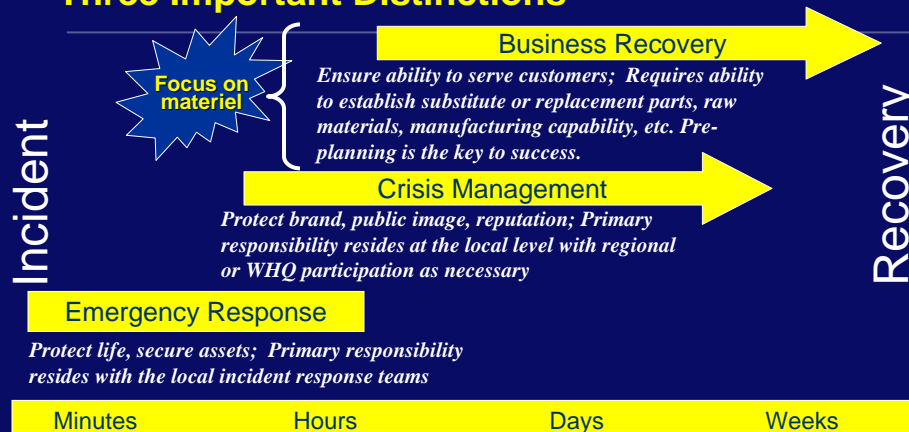 Three Important Distinctions
Business Recovery
Focus on
materiel
Ensure ability to serve customers;  Requires ability
to establish substitute or replacement parts, raw
materials, manufacturing capability, etc. Pre-
planning is the key to success.
Incident
Recovery
Crisis Management
Protect brand, public image, reputation; Primary
responsibility resides at the local level with regional
or WHQ participation as necessary
Emergency Response
Protect life, secure assets;  Primary responsibility
resides with the local incident response teams
Minutes Hours Days Weeks